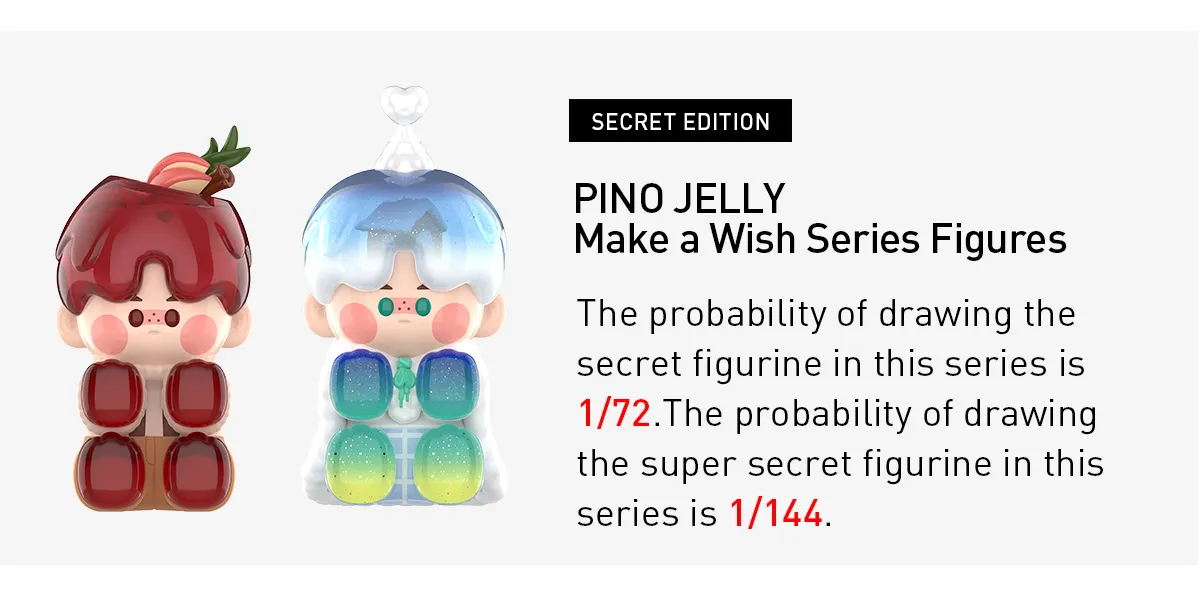 SECRET EDITION
PINO JELLY
Make a Wish Series Figures
The probability of drawing the
secret figurine in this series is
1/72.The probability of drawing
the super secret figurine in this
series is 1/144.